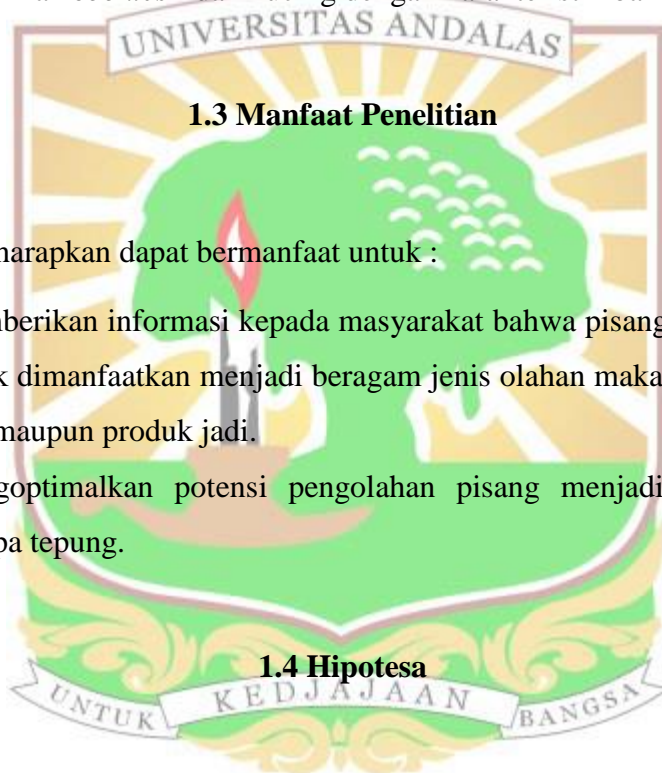 UNIVERSITAS ANDALAS
1.3 Manfaat Penelitian
harapkan dapat bermanfaat untuk :
berikan informasi kepada masyarakat bahwa pisang
dimanfaatkan menjadi beragam jenis olahan maka
maupun produk jadi.
goptimalkan potensi pengolahan pisang menjadi
pa tepung.
1.4 Hipotesa
UNTUK KEDJAJAAN BANGSA